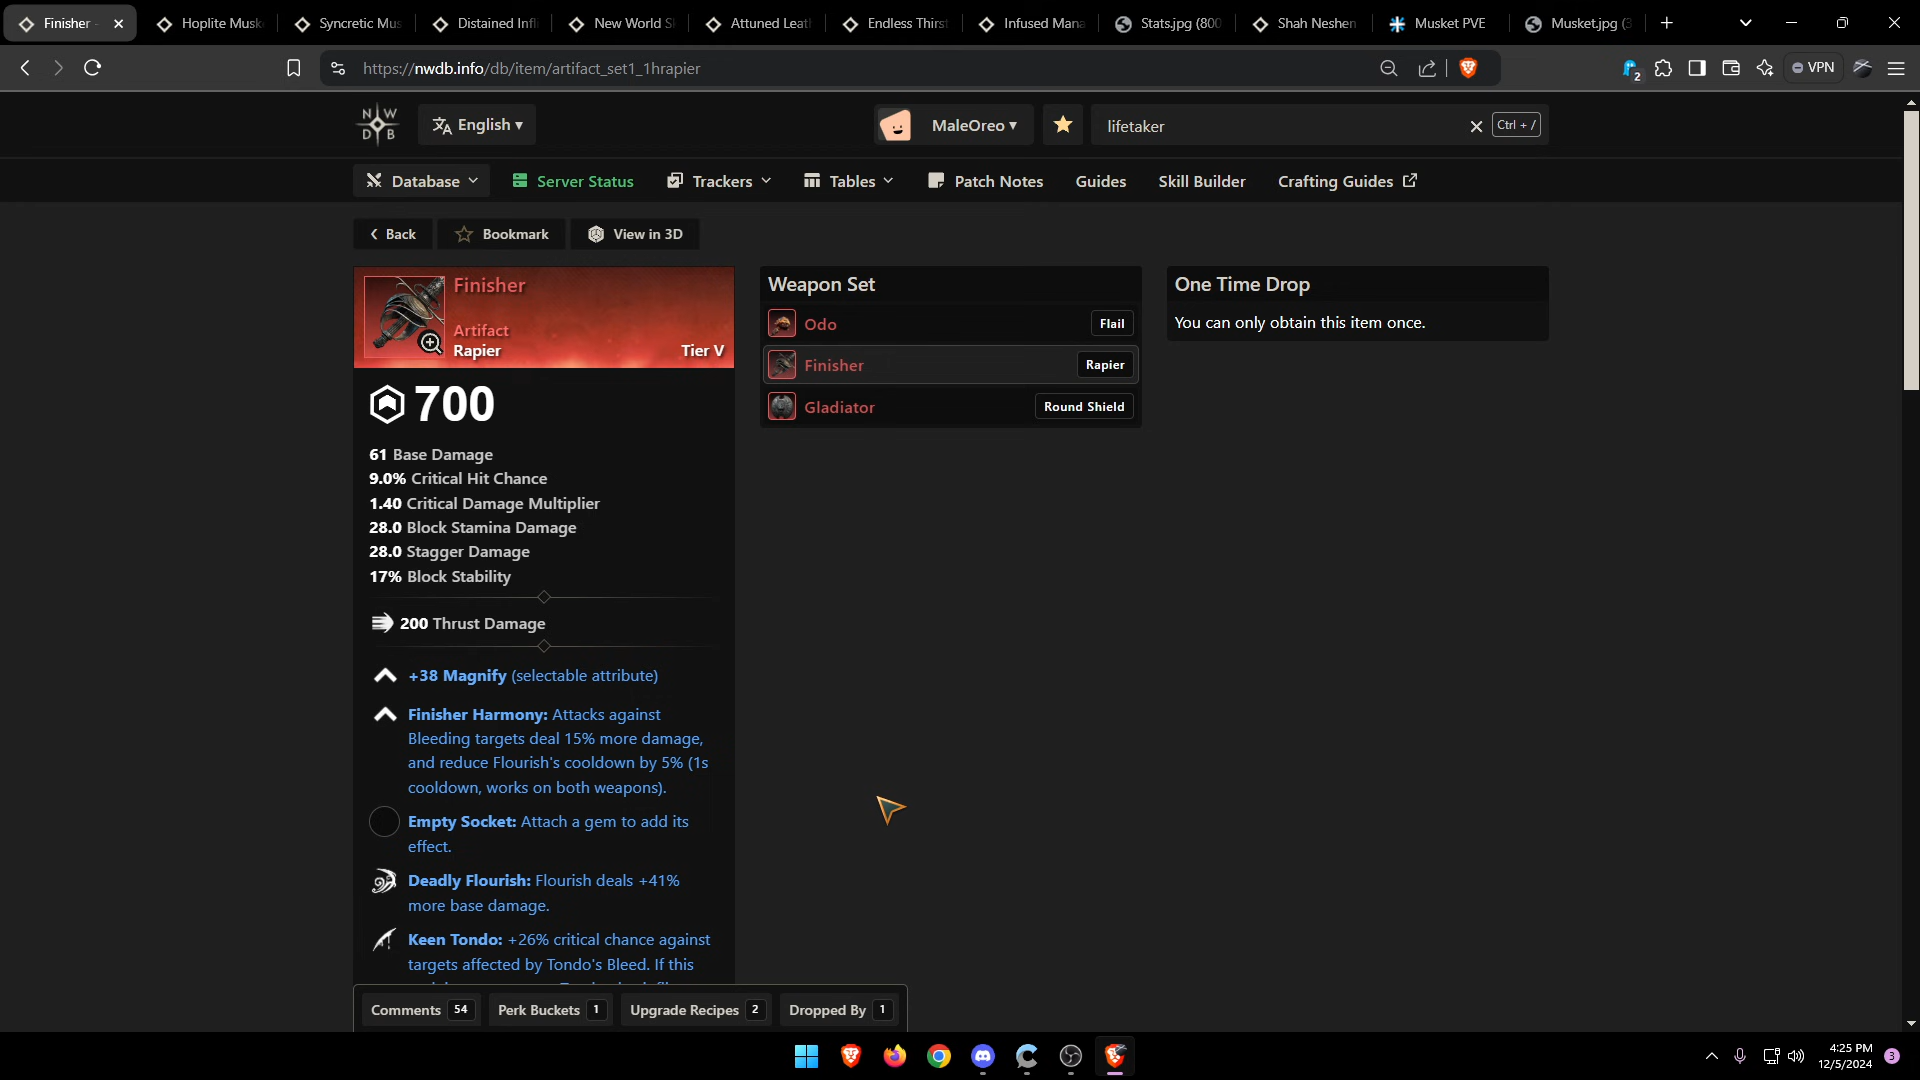 Finisher -
Hoplite Musk
Syncretic Mus
Distained Infi
New World S
Attuned Leat
Endless Thirs
Infused Mana
Stats.jpg (800
Shah Neshen
Musket PVE
Musket.jpg (3
https://nwdb.info/db/item/artifact_set1_1hrapier
2
VPN
N W D B
English
MaleOreo
lifetaker
Ctrl + /
Database
Server Status
Trackers
Tables
Patch Notes
Guides
Skill Builder
Crafting Guides
Back
Bookmark
View in 3D
Finisher
Artifact
Rapier
Tier V
700
61 Base Damage
9.0% Critical Hit Chance
1.40 Critical Damage Multiplier
28.0 Block Stamina Damage
28.0 Stagger Damage
17% Block Stability
200 Thrust Damage
+38 Magnify (selectable attribute)
Finisher Harmony: Attacks against
Bleeding targets deal 15% more damage,
and reduce Flourish's cooldown by 5% (1s
cooldown, works on both weapons).
Empty Socket: Attach a gem to add its
effect.
Deadly Flourish: Flourish deals +41%
more base damage.
Keen Tondo: +26% critical chance against
targets affected by Tondo's Bleed. If this
Weapon Set
Odo
Flail
Finisher
Rapier
Gladiator
Round Shield
One Time Drop
You can only obtain this item once.
Comments 54
Perk Buckets 1
Upgrade Recipes 2
Dropped By 1
4:25 PM
12/5/2024
3